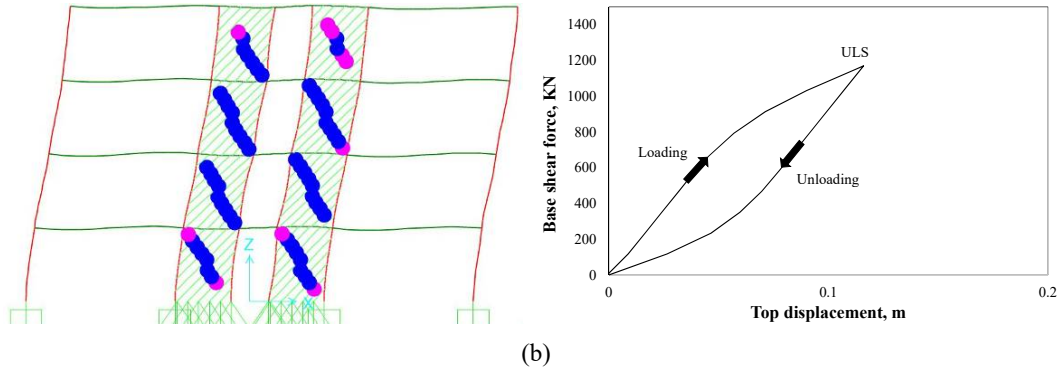 Z
X
Base shear force, KN
1400
1200
1000
800
600
400
200
0
ULS
Loading
Unloading
0
0.1
0.2
Top displacement, m
(b)